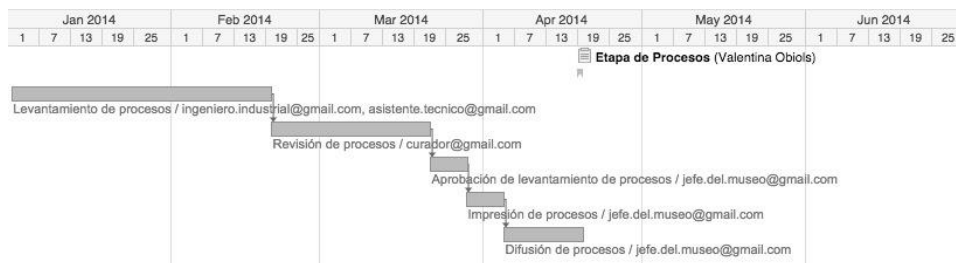 Jan 2014 Feb 2014 Mar 2014 Apr 2014 May 2014 Jun 2014
1 7 13 19 25 1 7 13 19 25 1 7 13 19 25 1 7 13 19 25 1 7 13 19 25 1 7 13 19 25
Etapa de Procesos (Valentina Obiols)
Levantamiento de procesos / ingeniero.industrial@gmail.com, asistente.tecnico@gmail.com
Revisión de procesos / curador@gmail.com
Aprobación de levantamiento de procesos / jefe.del.museo@gmail.com
Impresión de procesos / jefe.del.museo@gmail.com
Difusión de procesos / jefe.del.museo@gmail.com